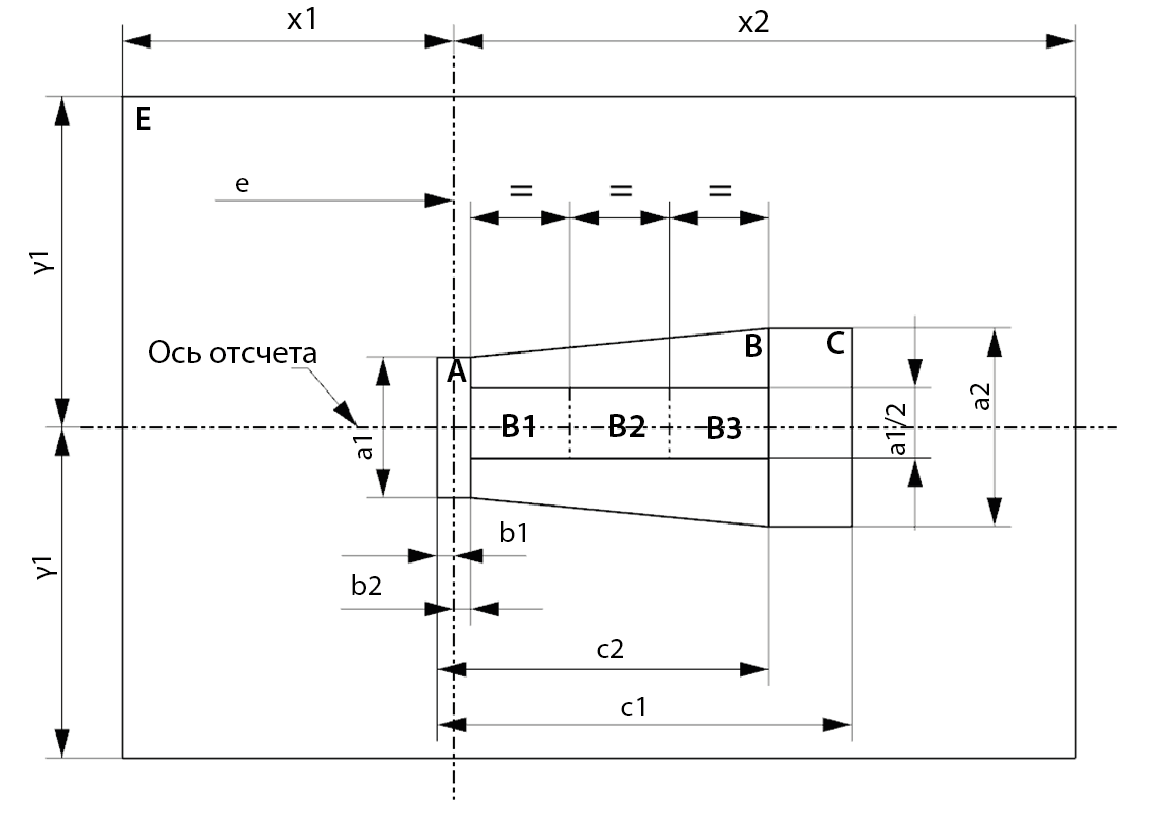 x1
x2
E
e
=
=
=
γ1
Ось отсчета
A
B
C
a1
B1
B2
B3
a1/2
a2
b1
b2
γ1
c2
c1